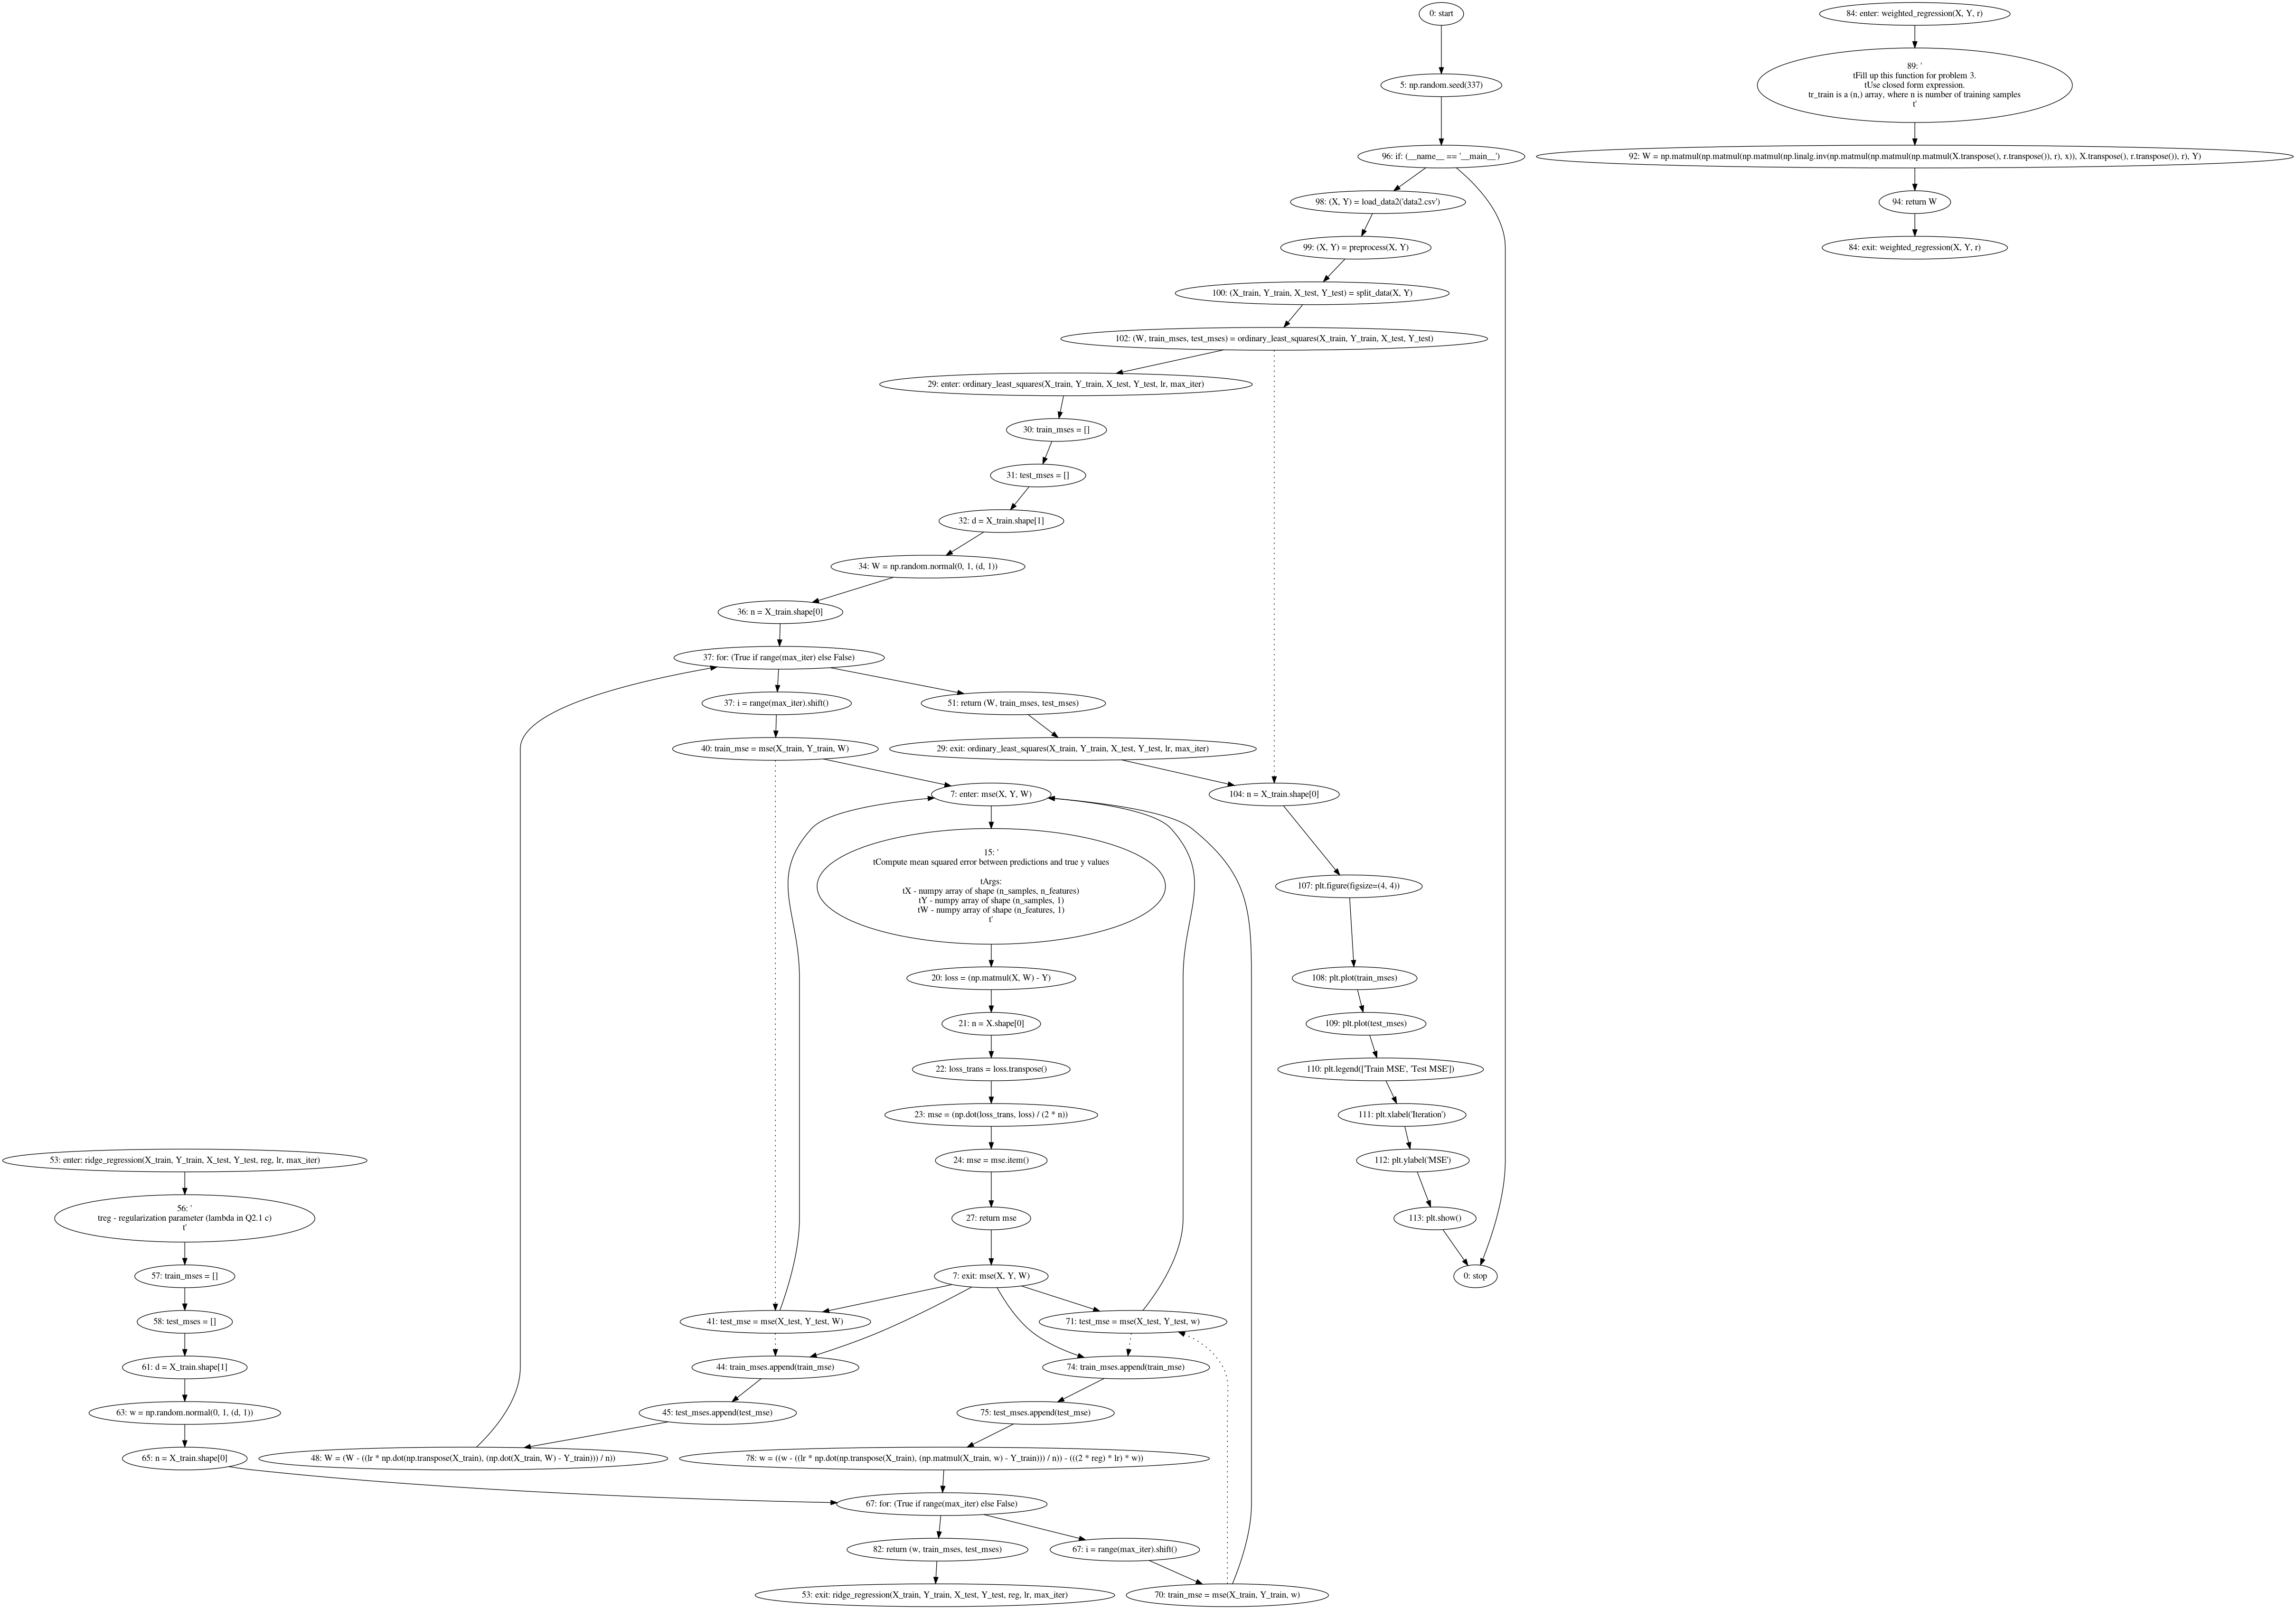 0: start
84: enter: weighted_regression(X, Y, r)
5: np.random.seed(337)
89: '
tFill up this function for problem 3.
tUse closed form expression.
tr_train is a (n,) array, where n is number of training samples
t'
96: if: (__name__ == '__main__')
92: W = np.matmul(np.matmul(np.matmul(np.linalg.inv(np.matmul(np.matmul(np.matmul(X.transpose(), r.transpose()), r), x)), X.transpose(), r.transpose()), r), Y)
98: (X, Y) = load_data2('data2.csv')
94: return W
99: (X, Y) = preprocess(X, Y)
84: exit: weighted_regression(X, Y, r)
100: (X_train, Y_train, X_test, Y_test) = split_data(X, Y)
102: (W, train_mses, test_mses) = ordinary_least_squares(X_train, Y_train, X_test, Y_test)
29: enter: ordinary_least_squares(X_train, Y_train, X_test, Y_test, lr, max_iter)
30: train_mses = []
31: test_mses = []
32: d = X_train.shape[1]
34: W = np.random.normal(0, 1, (d, 1))
36: n = X_train.shape[0]
37: for: (True if range(max_iter) else False)
37: i = range(max_iter).shift()
51: return (W, train_mses, test_mses)
40: train_mse = mse(X_train, Y_train, W)
29: exit: ordinary_least_squares(X_train, Y_train, X_test, Y_test, lr, max_iter)
7: enter: mse(X, Y, W)
104: n = X_train.shape[0]
15: '
tCompute mean squared error between predictions and true y values
tArgs:
tX - numpy array of shape (n_samples, n_features)
tY - numpy array of shape (n_samples, 1)
tW - numpy array of shape (n_features, 1)
t'
107: plt.figure(figsize=(4, 4))
20: loss = (np.matmul(X, W) - Y)
108: plt.plot(train_mses)
21: n = X.shape[0]
109: plt.plot(test_mses)
22: loss_trans = loss.transpose()
110: plt.legend(['Train MSE', 'Test MSE'])
23: mse = (np.dot(loss_trans, loss) / (2 * n))
111: plt.xlabel('Iteration')
53: enter: ridge_regression(X_train, Y_train, X_test, Y_test, reg, lr, max_iter)
24: mse = mse.item()
112: plt.ylabel('MSE')
56: '
treg - regularization parameter (lambda in Q2.1 c)
t'
27: return mse
113: plt.show()
57: train_mses = []
7: exit: mse(X, Y, W)
0: stop
58: test_mses = []
41: test_mse = mse(X_test, Y_test, W)
71: test_mse = mse(X_test, Y_test, w)
61: d = X_train.shape[1]
44: train_mses.append(train_mse)
74: train_mses.append(train_mse)
63: w = np.random.normal(0, 1, (d, 1))
45: test_mses.append(test_mse)
75: test_mses.append(test_mse)
65: n = X_train.shape[0]
48: W = (W - ((lr * np.dot(np.transpose(X_train), (np.dot(X_train, W) - Y_train))) / n))
78: w = ((w - ((lr * np.dot(np.transpose(X_train), (np.matmul(X_train, w) - Y_train))) / n)) - (((2 * reg) * lr) * w))
67: for: (True if range(max_iter) else False)
82: return (w, train_mses, test_mses)
67: i = range(max_iter).shift()
53: exit: ridge_regression(X_train, Y_train, X_test, Y_test, reg, lr, max_iter)
70: train_mse = mse(X_train, Y_train, w)